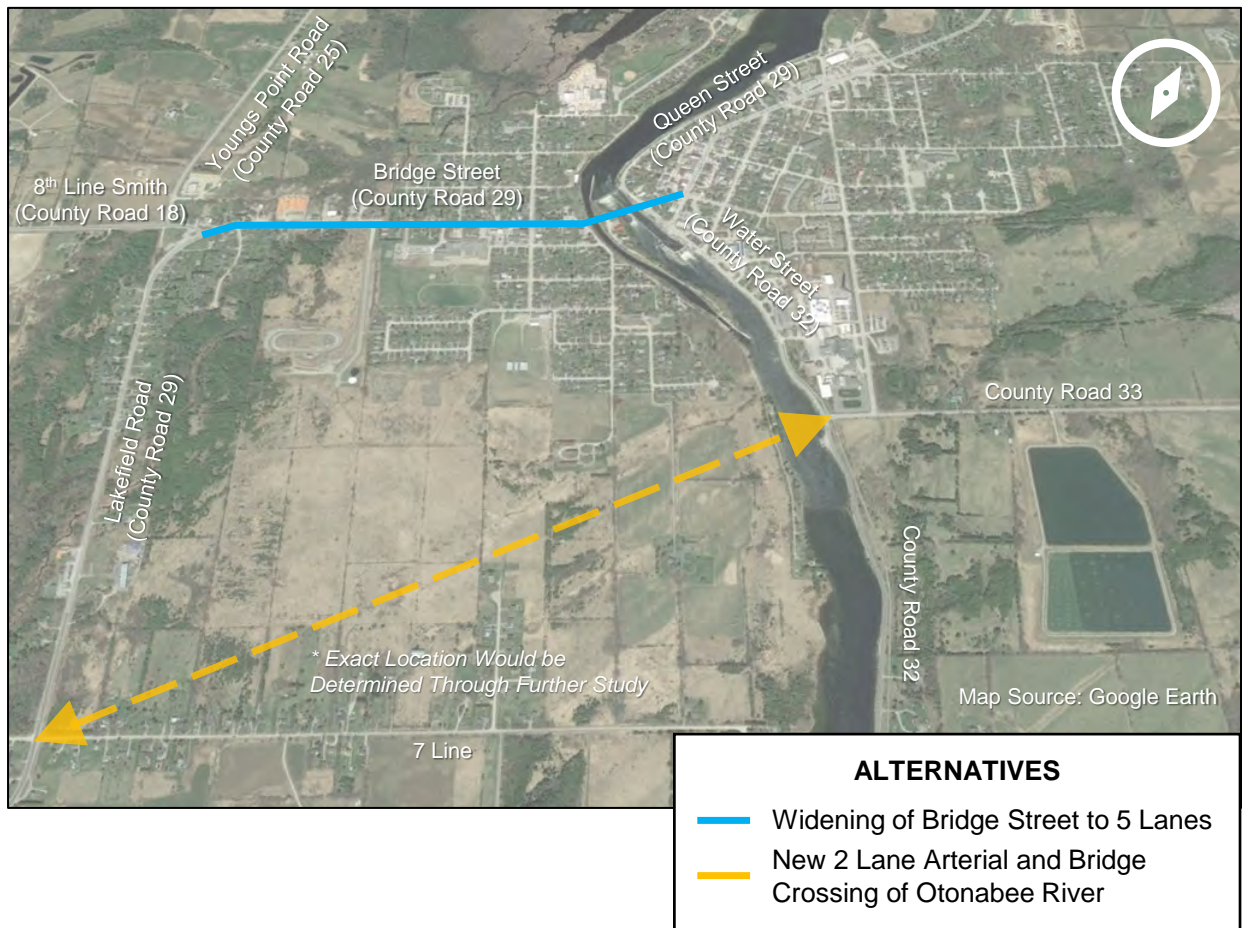 Youngs Point Road
(County Road 25)
Queen Street
(County Road 29)
8th Line Smith
(County Road 18)
Bridge Street
(County Road 29)
Water Street
(County Road 32)
Lakefield Road
(County Road 29)
County Road 33
County Road 32
* Exact Location Would be
Determined Through Further Study
Map Source: Google Earth
7 Line
ALTERNATIVES
Widening of Bridge Street to 5 Lanes
New 2 Lane Arterial and Bridge
Crossing of Otonabee River